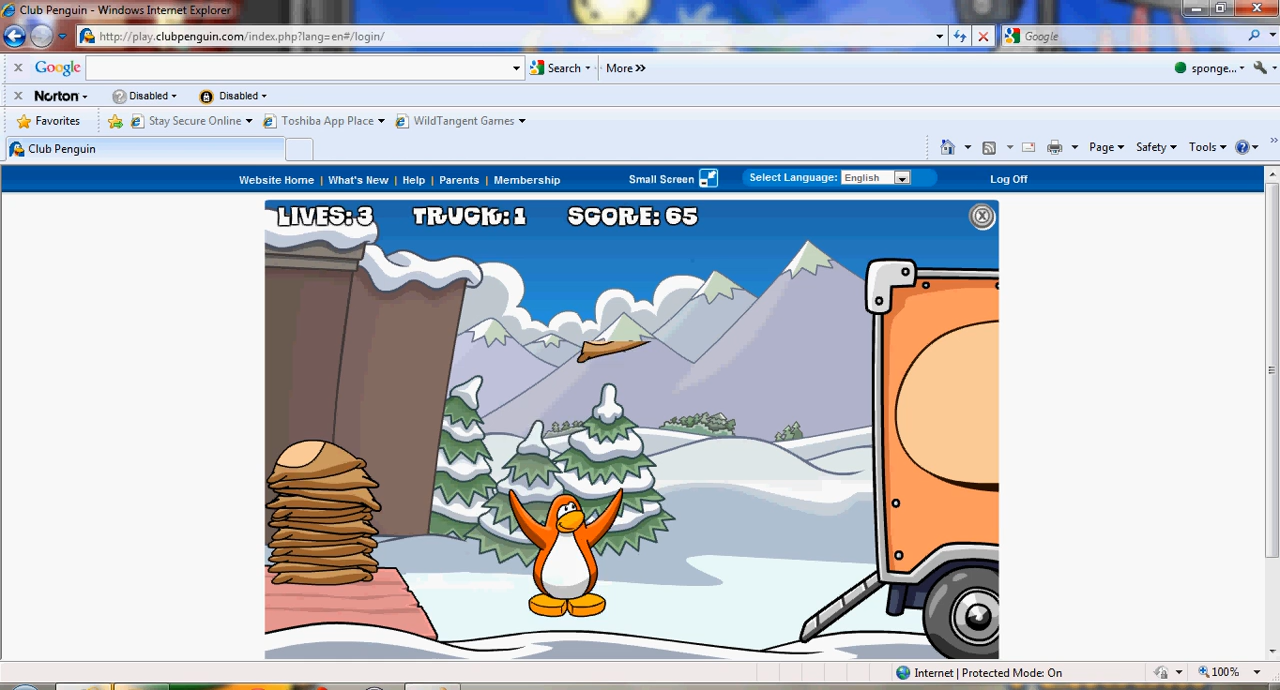 Club Penguin - Windows Internet Explorer
http://play.clubpenguin.com/index.php?lang=en#/login/
Google
Google
Search
More »
sponge...
Norton
Disabled
Disabled
Favorites
Stay Secure Online
Toshiba App Place
WildTangent Games
Club Penguin
Page
Safety
Tools
»
Website Home | What's New | Help | Parents | Membership
Small Screen
Select Language: English
Log Off
LIVES: 3 TRUCK: 1 SCORE: 65
Internet | Protected Mode: On
100%